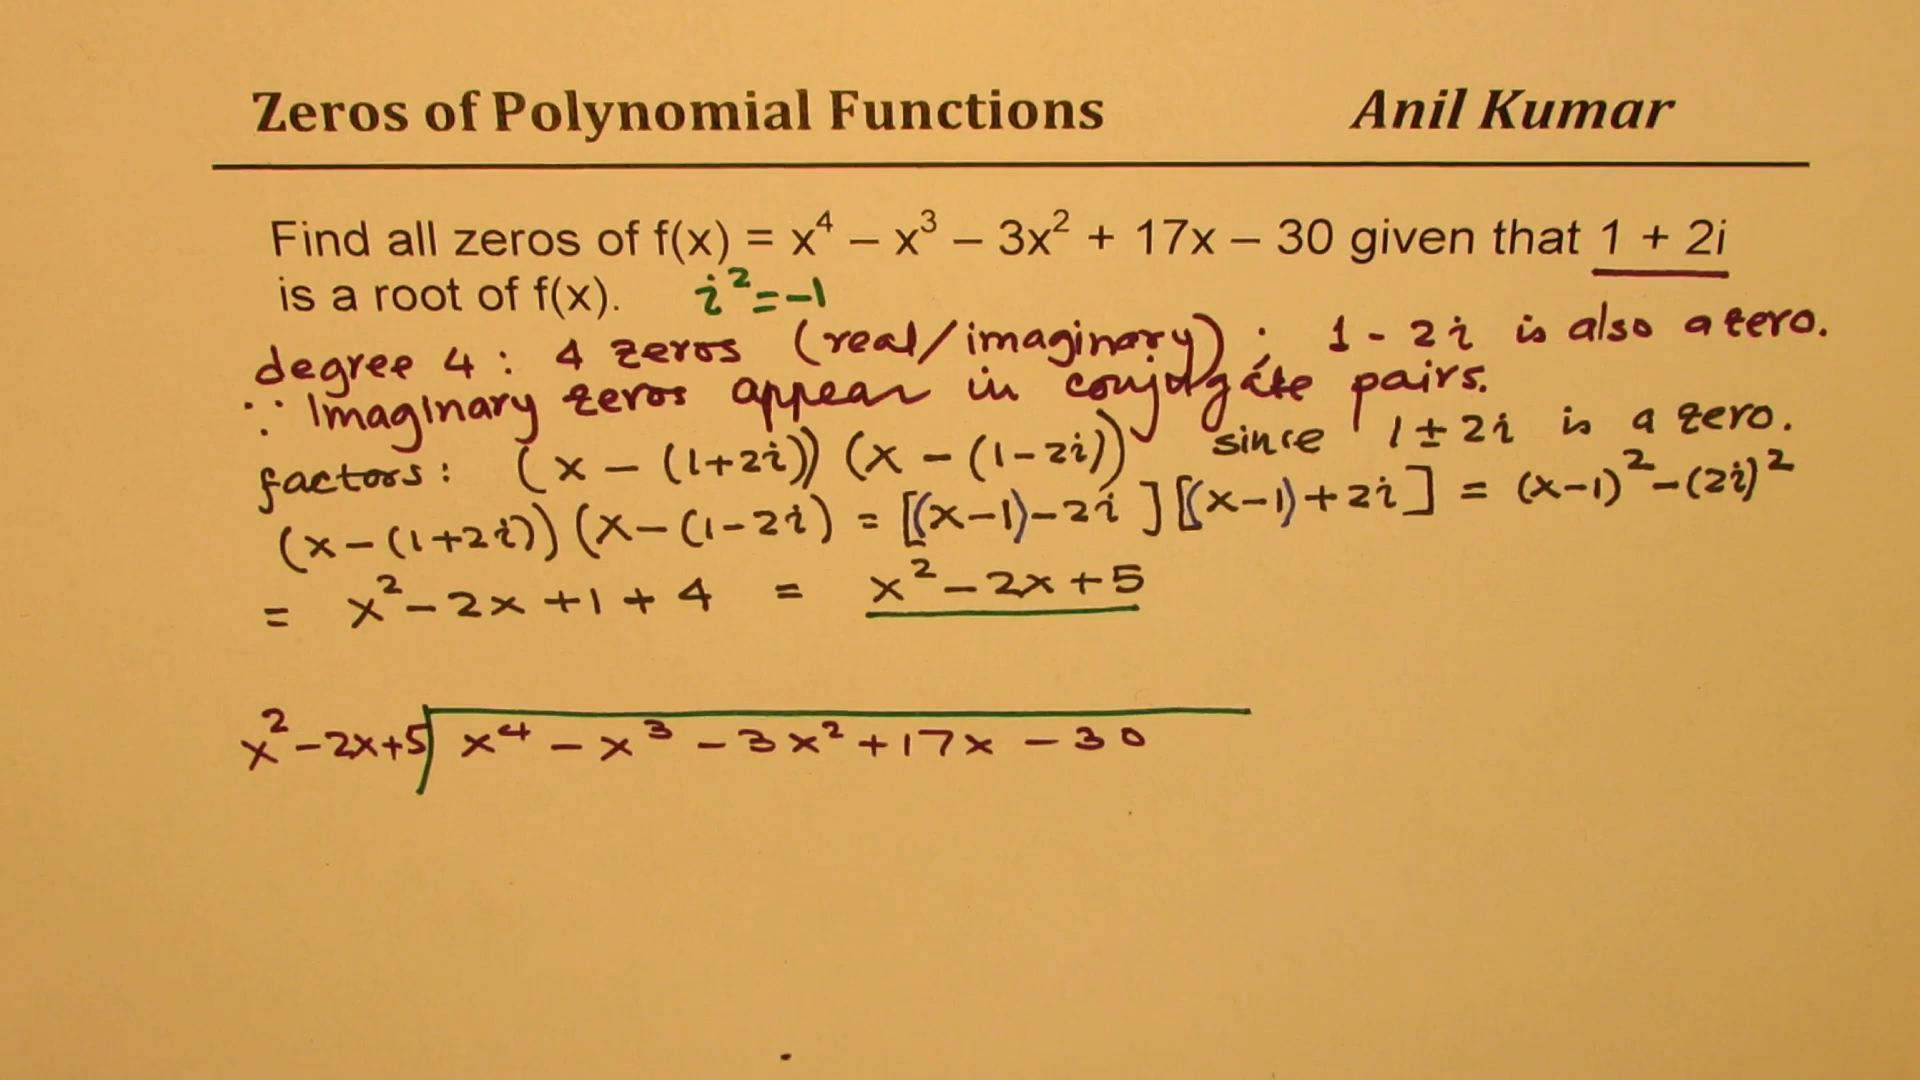 Zeros of Polynomial Functions Anil Kumar
Find all zeros of f(x) = x⁴ – x³ – 3x² + 17x – 30 given that 1 + 2i
is a root of f(x). i² = -1
degree 4 : 4 zeros (real/imaginary) ; 1 - 2i is also a zero.
∵ Imaginary zeros appear in conjugate pairs.
factors : (x - (1+2i)) (x - (1-2i)) since 1 ± 2i is a zero.
(x-(1+2i)) (x-(1-2i) = [(x-1)-2i] [(x-1)+2i] = (x-1)² - (2i)²
= x² - 2x + 1 + 4 = x² - 2x + 5
x² - 2x + 5 ) x⁴ - x³ - 3x² + 17x - 30